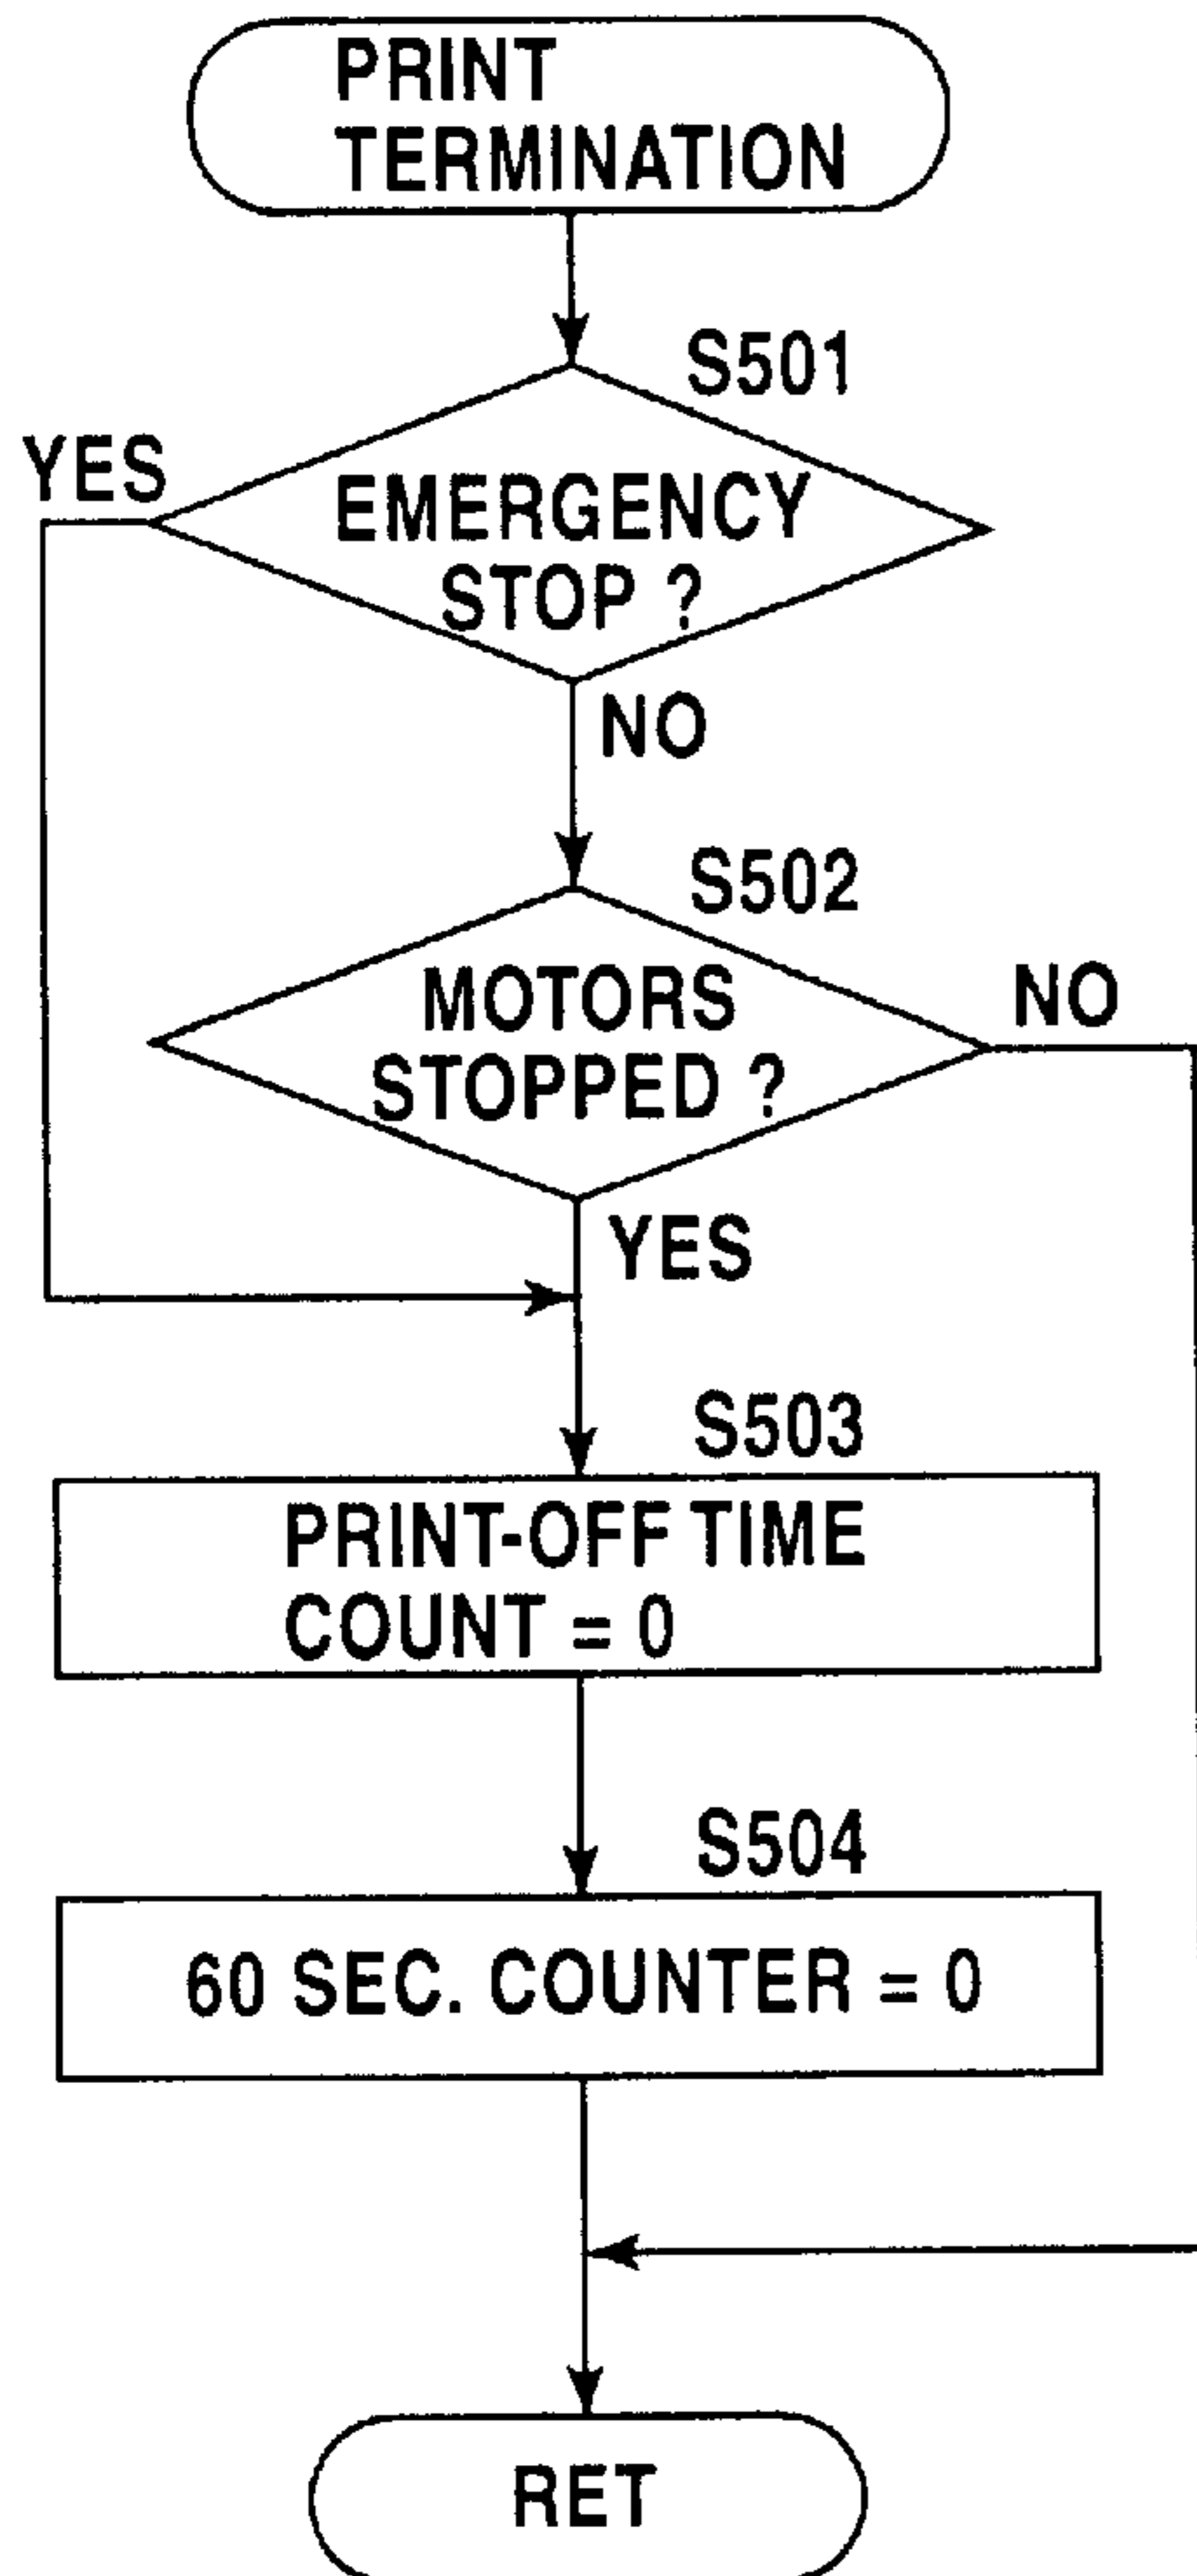 PRINT
TERMINATION
S501
YES
EMERGENCY
STOP ?
NO
S502
MOTORS
STOPPED ?
NO
YES
S503
PRINT-OFF TIME
COUNT = 0
S504
60 SEC. COUNTER = 0
RET